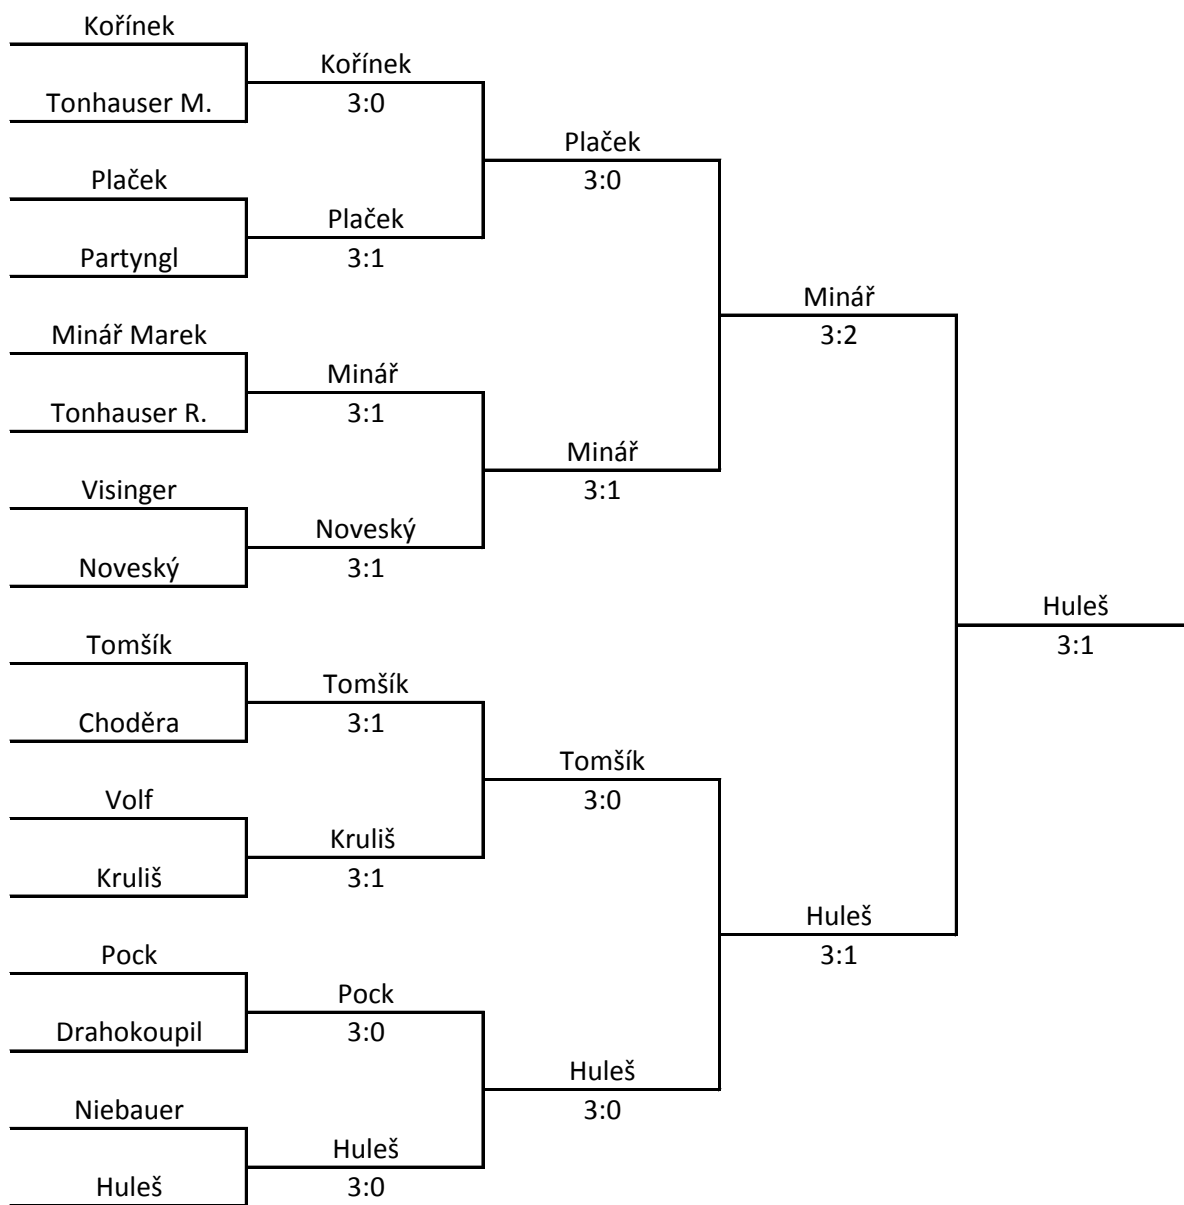 Kořínek
Kořínek
Tonhauser M.
3:0
Plaček
3:0
Plaček
Plaček
Partyngl
3:1
Minář
3:2
Minář Marek
Minář
Tonhauser R.
3:1
Minář
3:1
Visinger
Noveský
Noveský
3:1
Huleš
3:1
Tomšík
Tomšík
Choděra
3:1
Tomšík
3:0
Volf
Kruliš
Kruliš
3:1
Huleš
3:1
Pock
Pock
Drahokoupil
3:0
Huleš
3:0
Niebauer
Huleš
Huleš
3:0